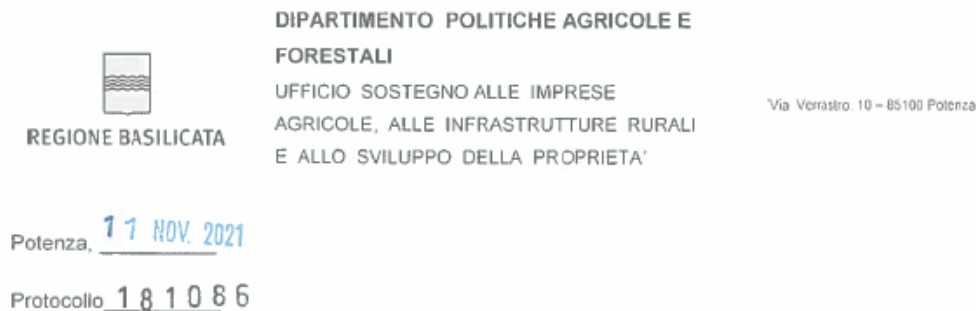 DIPARTIMENTO POLITICHE AGRICOLE E
FORESTALI
UFFICIO SOSTEGNO ALLE IMPRESE
AGRICOLE, ALLE INFRASTRUTTURE RURALI
E ALLO SVILUPPO DELLA PROPRIETA'
Via Verrastro, 10 – 85100 Potenza
REGIONE BASILICATA
Potenza, 11 NOV. 2021
Protocollo 181086